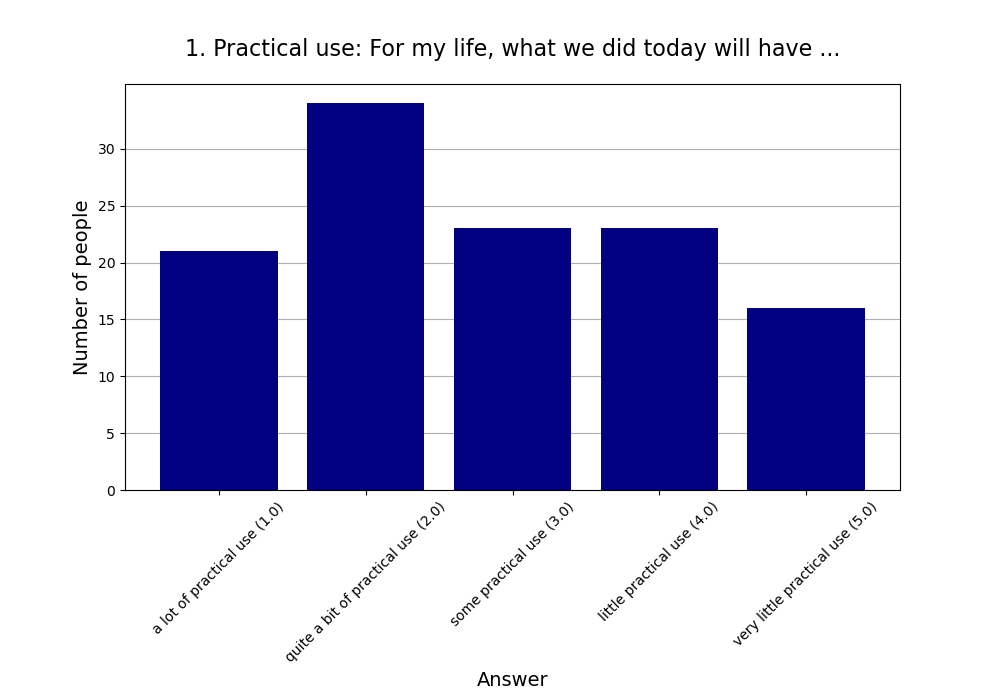 1. Practical use: For my life, what we did today will have ...
Number of people
30
25
20
15
10
5
0
a lot of practical use (1.0)
quite a bit of practical use (2.0)
some practical use (3.0)
little practical use (4.0)
very little practical use (5.0)
Answer